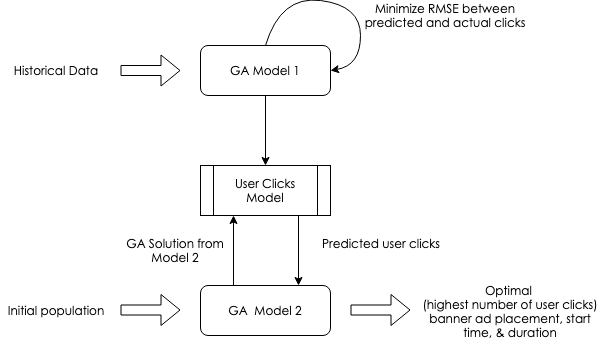 Minimize RMSE between
predicted and actual clicks
Historical Data
GA Model 1
User Clicks
Model
GA Solution from
Model 2
Predicted user clicks
Initial population
GA Model 2
Optimal
(highest number of user clicks)
banner ad placement, start
time, & duration